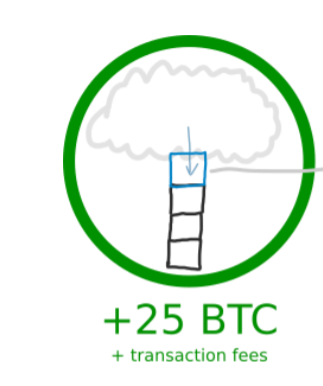 +25 BTC
+ transaction fees